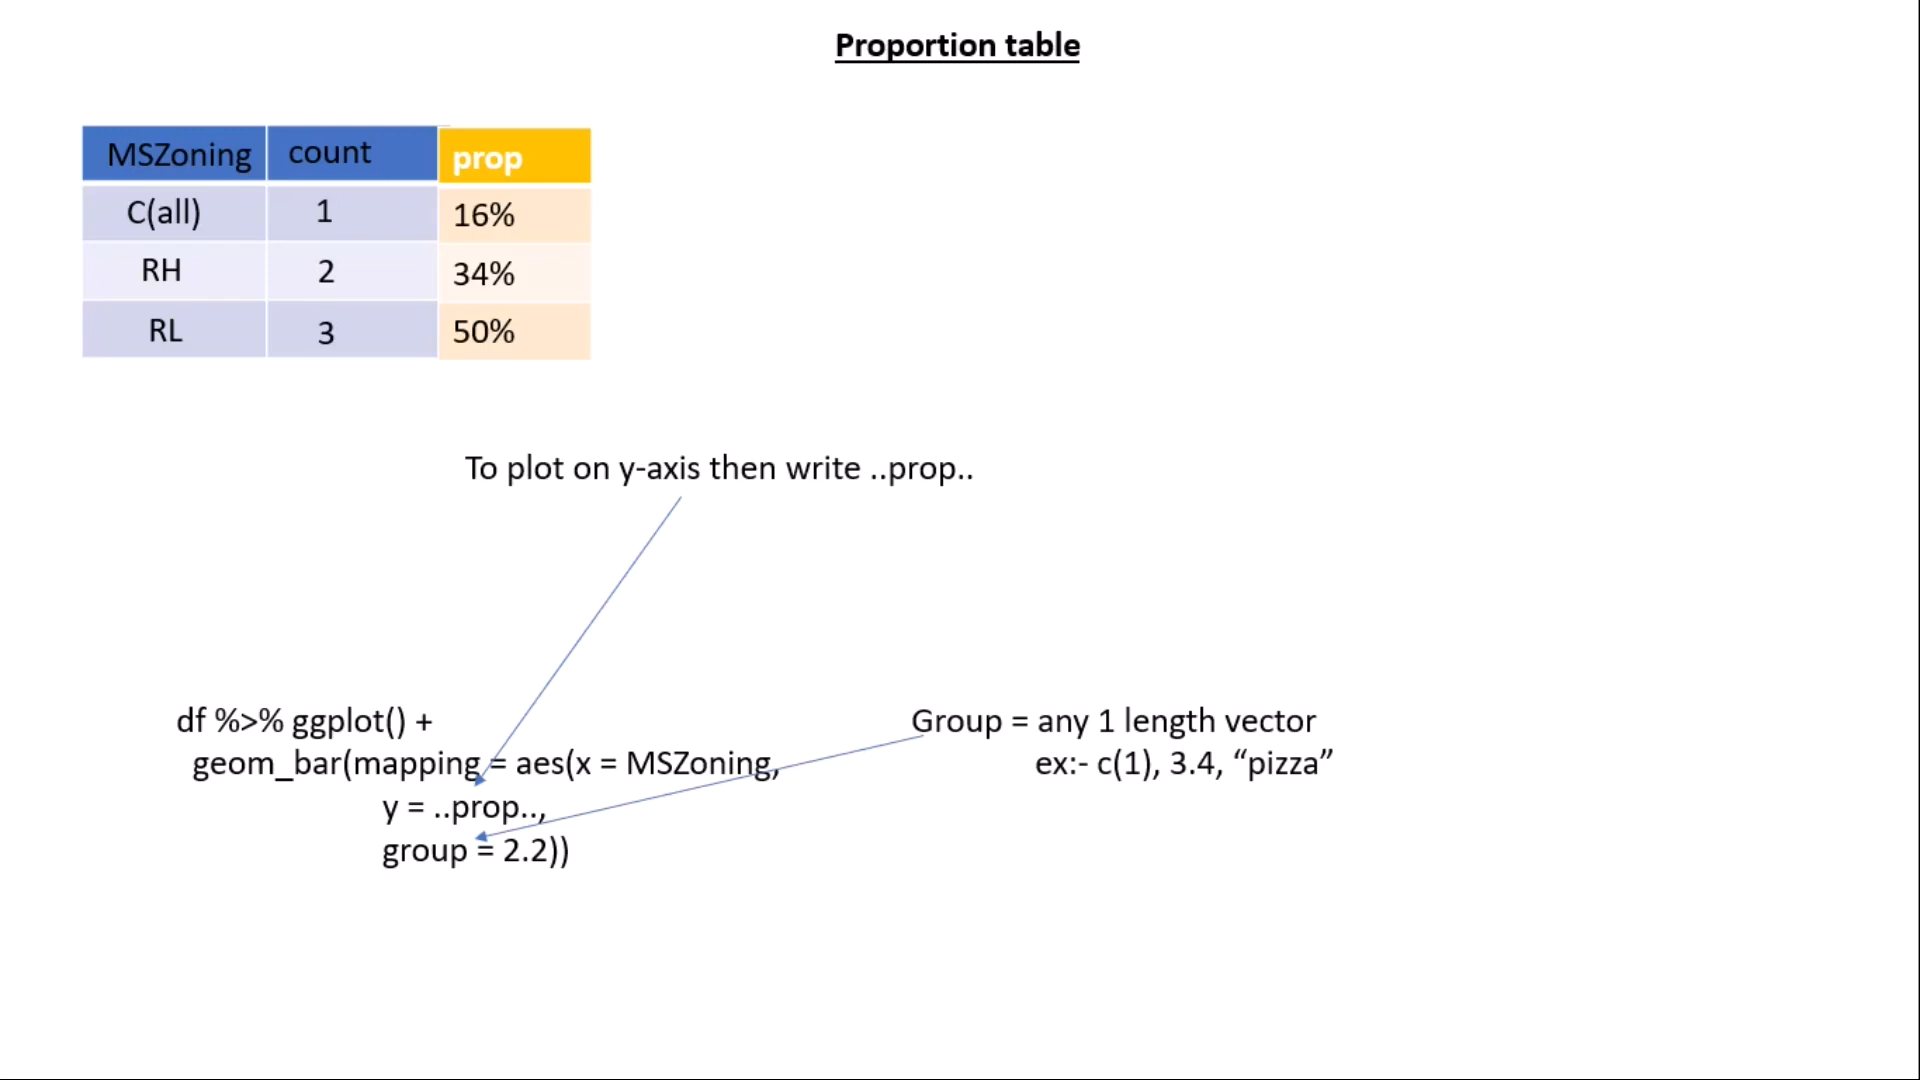 Proportion table
MSZoning count prop
C(all) 1 16%
RH 2 34%
RL 3 50%
To plot on y-axis then write ..prop..
df %>% ggplot() +
geom_bar(mapping = aes(x = MSZoning,
y = ..prop..,
group = 2.2))
Group = any 1 length vector
ex:- c(1), 3.4, “pizza”